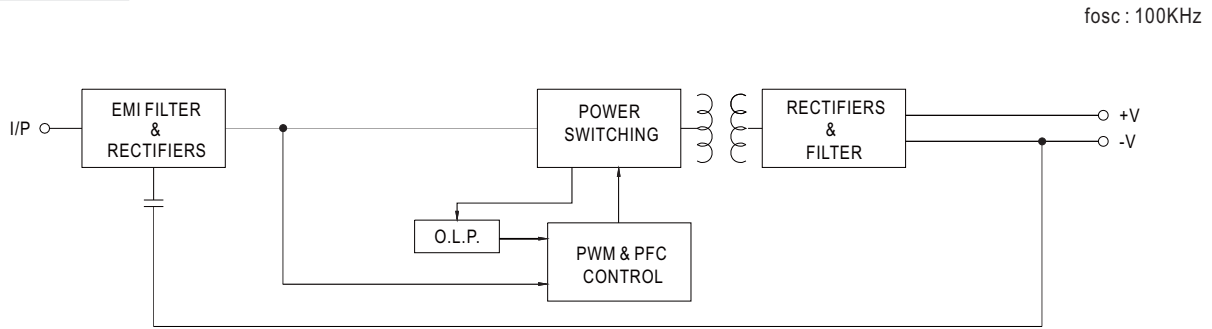 fosc : 100KHz
I/P
EMI FILTER
&
RECTIFIERS
POWER
SWITCHING
RECTIFIERS
&
FILTER
+V
-V
O.L.P.
PWM & PFC
CONTROL